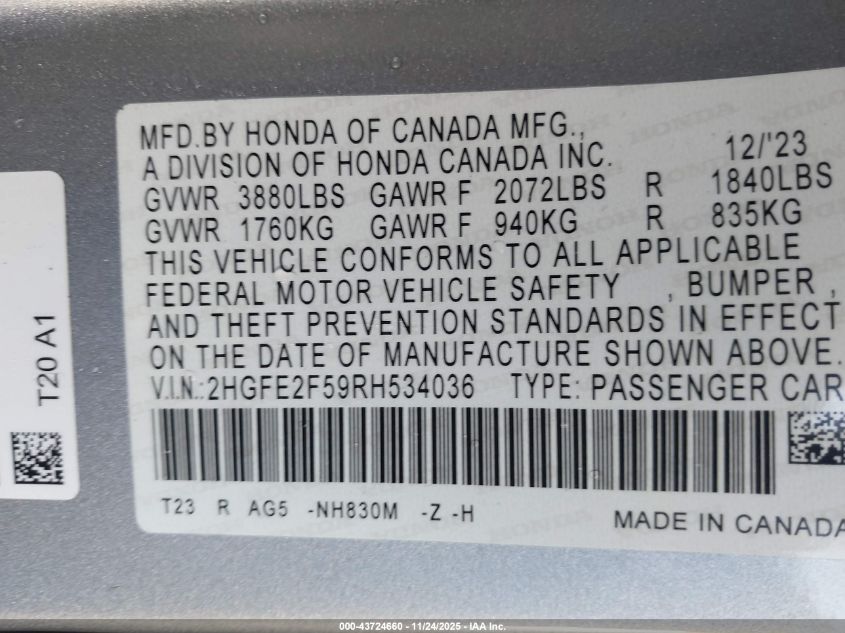 MFD.BY HONDA OF CANADA MFG.,
A DIVISION OF HONDA CANADA INC. 12/'23
GVWR 3880LBS GAWR F 2072LBS R 1840LBS
GVWR 1760KG GAWR F 940KG R 835KG
THIS VEHICLE CONFORMS TO ALL APPLICABLE
FEDERAL MOTOR VEHICLE SAFETY , BUMPER ,
AND THEFT PREVENTION STANDARDS IN EFFECT
ON THE DATE OF MANUFACTURE SHOWN ABOVE.
V.I.N.:2HGFE2F59RH534036 TYPE: PASSENGER CAR
T23 R AG5 -NH830M -Z -H
MADE IN CANADA
T20 A1
000-43724660 - 11/24/2025 - IAA Inc.